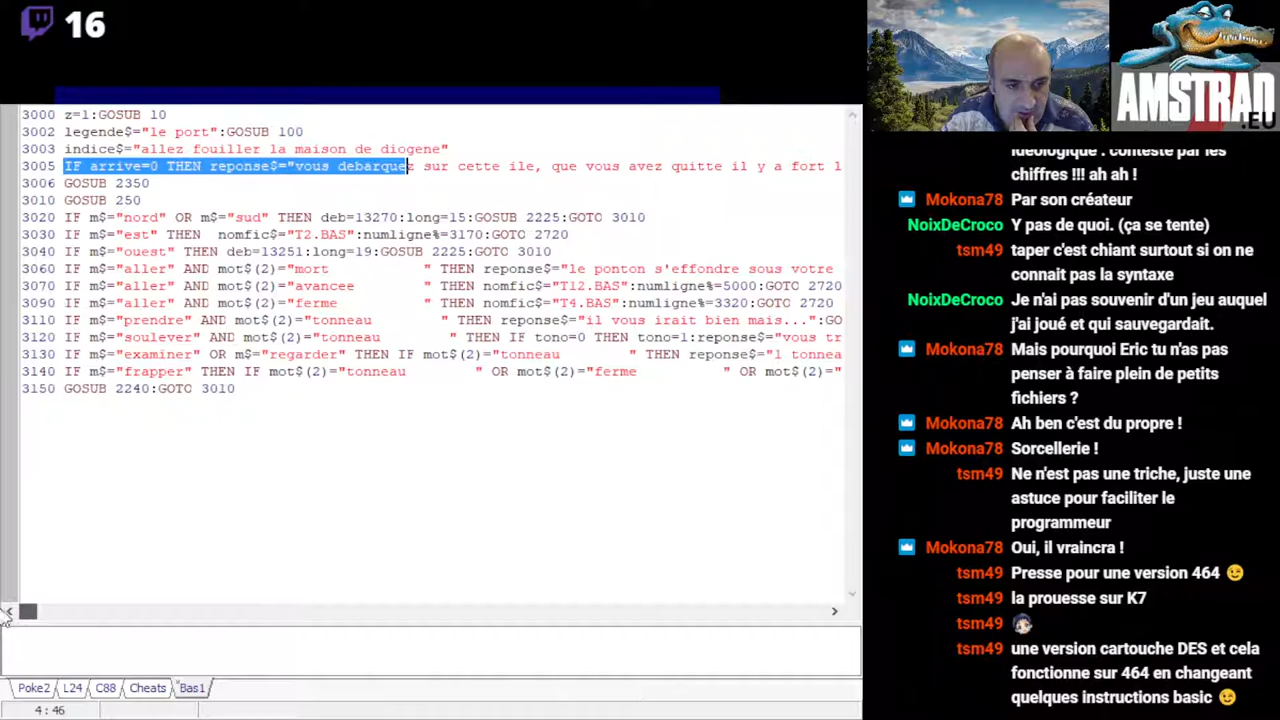 16
3000 z=1:GOSUB 10
3002 legende$="le port":GOSUB 100
3003 indice$="allez fouiller la maison de diogene"
3005 IF arrive=0 THEN reponse$="vous debarquez sur cette ile, que vous avez quitte il y a fort l
3006 GOSUB 2350
3010 GOSUB 250
3020 IF m$="nord" OR m$="sud" THEN deb=13270:long=15:GOSUB 2225:GOTO 3010
3030 IF m$="est" THEN nomfic$="T2.BAS":numligne%=3170:GOTO 2720
3040 IF m$="ouest" THEN deb=13251:long=19:GOSUB 2225:GOTO 3010
3060 IF m$="aller" AND mot$(2)="mort " THEN reponse$="le ponton s'effondre sous votre
3070 IF m$="aller" AND mot$(2)="avancee " THEN nomfic$="T12.BAS":numligne%=5000:GOTO 2720
3090 IF m$="aller" AND mot$(2)="ferme " THEN nomfic$="T4.BAS":numligne%=3320:GOTO 2720
3110 IF m$="prendre" AND mot$(2)="tonneau " THEN reponse$="il vous irait bien mais...":GO
3120 IF m$="soulever" AND mot$(2)="tonneau " THEN IF tono=0 THEN tono=1:reponse$="vous tr
3130 IF m$="examiner" OR m$="regarder" THEN IF mot$(2)="tonneau " THEN reponse$="l tonnea
3140 IF m$="frapper" THEN IF mot$(2)="tonneau " OR mot$(2)="ferme " OR mot$(2)="
3150 GOSUB 2240:GOTO 3010
Poke2 L24 C88 Cheats Bas1
4 : 46
AMSTRAD
.EU
idéologique : contesté par les
chiffres !!! ah ah !
Mokona78 Par son créateur
NoixDeCroco Y pas de quoi. (ça se tente)
tsm49 taper c'est chiant surtout si on ne
connait pas la syntaxe
NoixDeCroco Je n'ai pas souvenir d'un jeu auquel
j'ai joué et qui sauvegardait.
Mokona78 Mais pourquoi Eric tu n'as pas
penser à faire plein de petits
fichiers ?
Mokona78 Ah ben c'est du propre !
Mokona78 Sorcellerie !
tsm49 Ne n'est pas une triche, juste une
astuce pour faciliter le
programmeur
Mokona78 Oui, il vraincra !
tsm49 Presse pour une version 464 😉
tsm49 la prouesse sur K7
tsm49
tsm49 une version cartouche DES et cela
fonctionne sur 464 en changeant
quelques instructions basic 😉